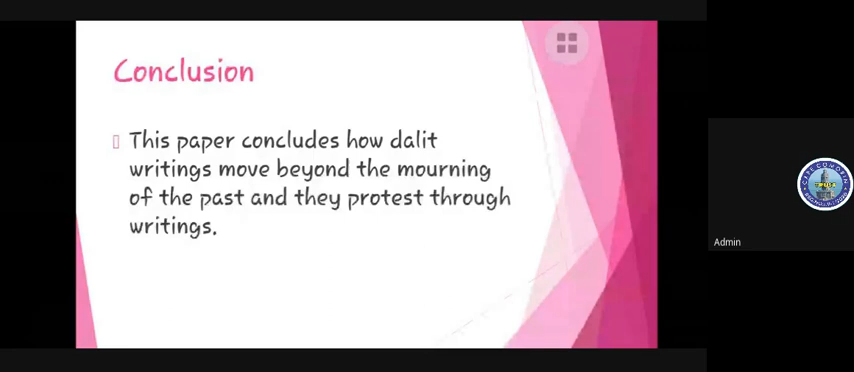 Conclusion
This paper concludes how dalit
writings move beyond the mourning
of the past and they protest through
writings.
Admin